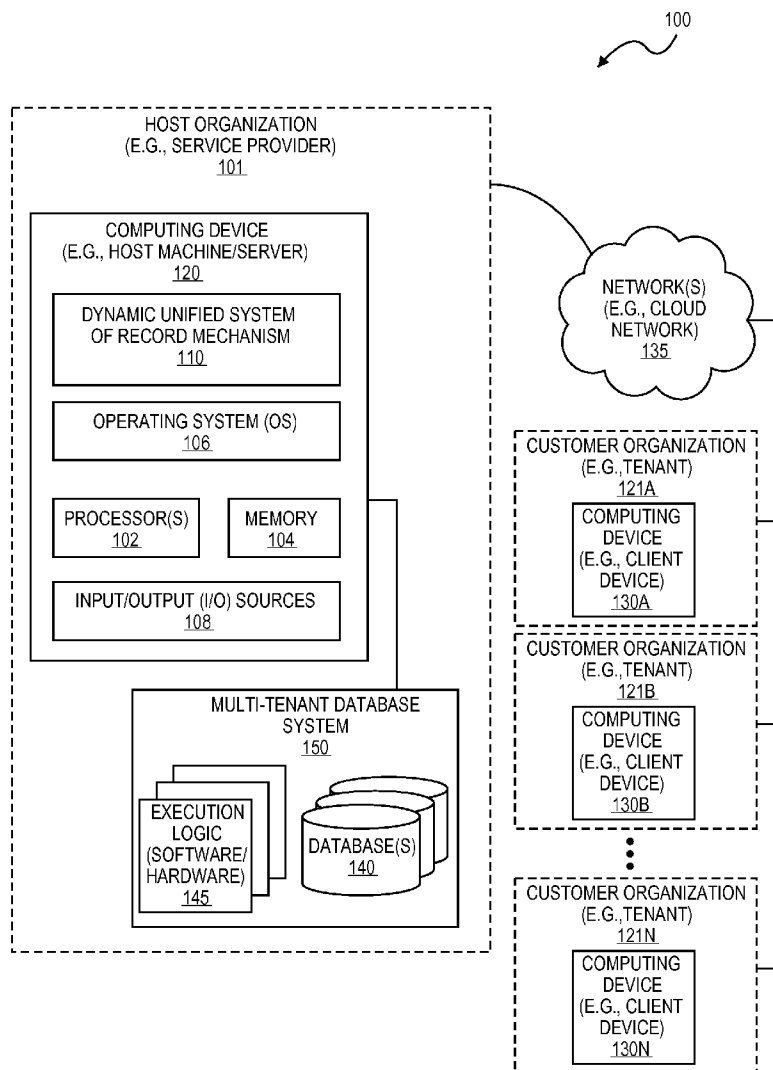 100
HOST ORGANIZATION
(E.G., SERVICE PROVIDER)
101
COMPUTING DEVICE
(E.G., HOST MACHINE/SERVER)
120
DYNAMIC UNIFIED SYSTEM
OF RECORD MECHANISM
110
OPERATING SYSTEM (OS)
106
PROCESSOR(S)
102
MEMORY
104
INPUT/OUTPUT (I/O) SOURCES
108
MULTI-TENANT DATABASE
SYSTEM
150
EXECUTION
LOGIC
(SOFTWARE/
HARDWARE)
145
DATABASE(S)
140
NETWORK(S)
(E.G., CLOUD
NETWORK)
135
CUSTOMER ORGANIZATION
(E.G.,TENANT)
121A
COMPUTING
DEVICE
(E.G., CLIENT
DEVICE)
130A
CUSTOMER ORGANIZATION
(E.G.,TENANT)
121B
COMPUTING
DEVICE
(E.G., CLIENT
DEVICE)
130B
CUSTOMER ORGANIZATION
(E.G.,TENANT)
121N
COMPUTING
DEVICE
(E.G., CLIENT
DEVICE)
130N